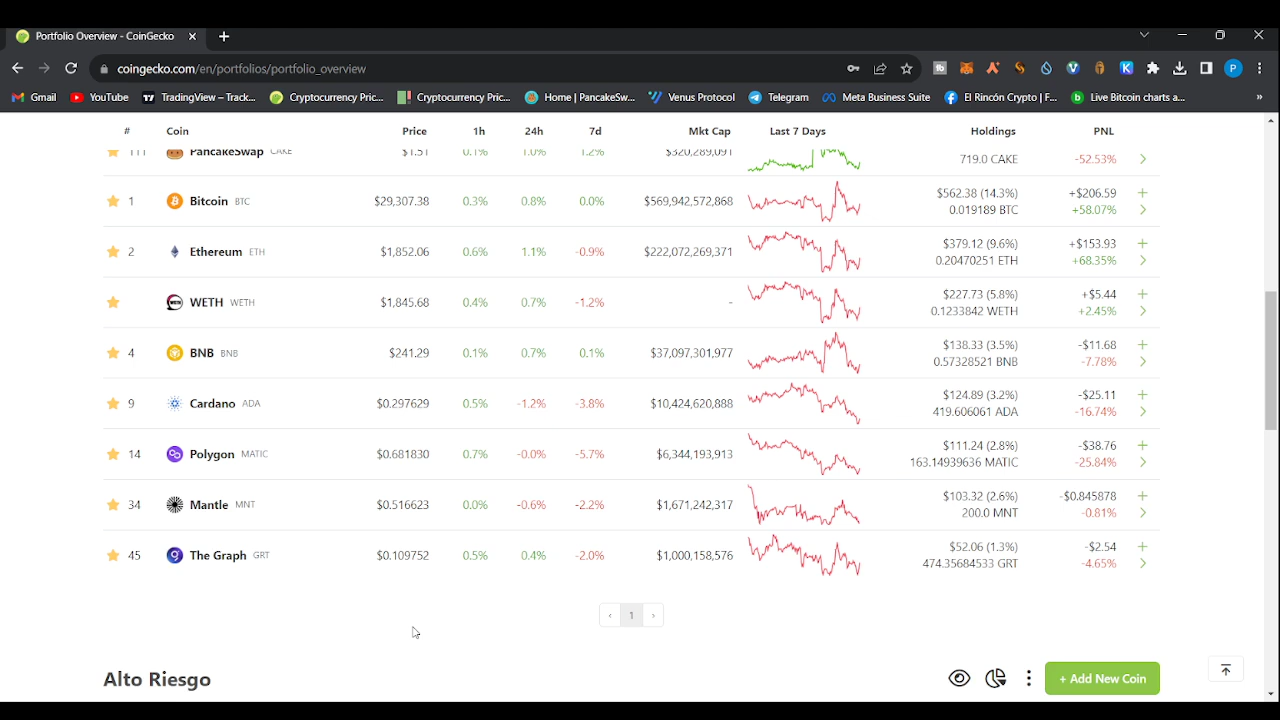 Portfolio Overview - CoinGecko
coingecko.com/en/portfolios/portfolio_overview
Gmail YouTube TradingView – Track... Cryptocurrency Pric... Cryptocurrency Pric... Home | PancakeSw... Venus Protocol Telegram Meta Business Suite El Rincón Crypto | F... Live Bitcoin charts a... »
# Coin Price 1h 24h 7d Mkt Cap Last 7 Days Holdings PNL
111 PancakeSwap CAKE $1.51 0.1% 1.0% 1.2% $320,289,091 719.0 CAKE -52.53%
1 Bitcoin BTC $29,307.38 0.3% 0.8% 0.0% $569,942,572,868 $562.38 (14.3%) +$206.59
0.019189 BTC +58.07%
2 Ethereum ETH $1,852.06 0.6% 1.1% -0.9% $222,072,269,371 $379.12 (9.6%) +$153.93
0.20470251 ETH +68.35%
WETH WETH $1,845.68 0.4% 0.7% -1.2% - $227.73 (5.8%) +$5.44
0.1233842 WETH +2.45%
4 BNB BNB $241.29 0.1% 0.7% 0.1% $37,097,301,977 $138.33 (3.5%) -$11.68
0.57328521 BNB -7.78%
9 Cardano ADA $0.297629 0.5% -1.2% -3.8% $10,424,620,888 $124.89 (3.2%) -$25.11
419.606061 ADA -16.74%
14 Polygon MATIC $0.681830 0.7% -0.0% -5.7% $6,344,193,913 $111.24 (2.8%) -$38.76
163.14939636 MATIC -25.84%
34 Mantle MNT $0.516623 0.0% -0.6% -2.2% $1,671,242,317 $103.32 (2.6%) -$0.845878
200.0 MNT -0.81%
45 The Graph GRT $0.109752 0.5% 0.4% -2.0% $1,000,158,576 $52.06 (1.3%) -$2.54
474.35684533 GRT -4.65%
‹ 1 ›
Alto Riesgo + Add New Coin